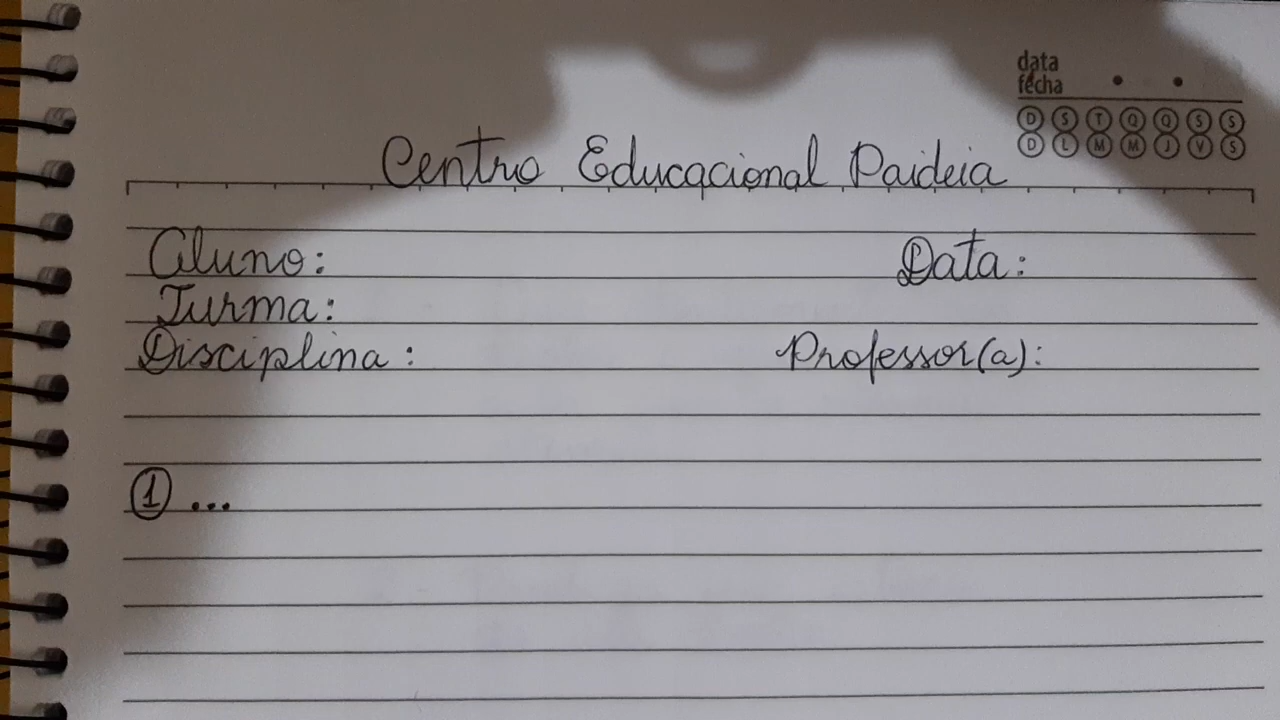 data
fecha
D S T Q Q S S
D L M M J V S
Centro Educacional Paideia
Aluno: Data:
Turma:
Disciplina: Professor(a):
1 ...